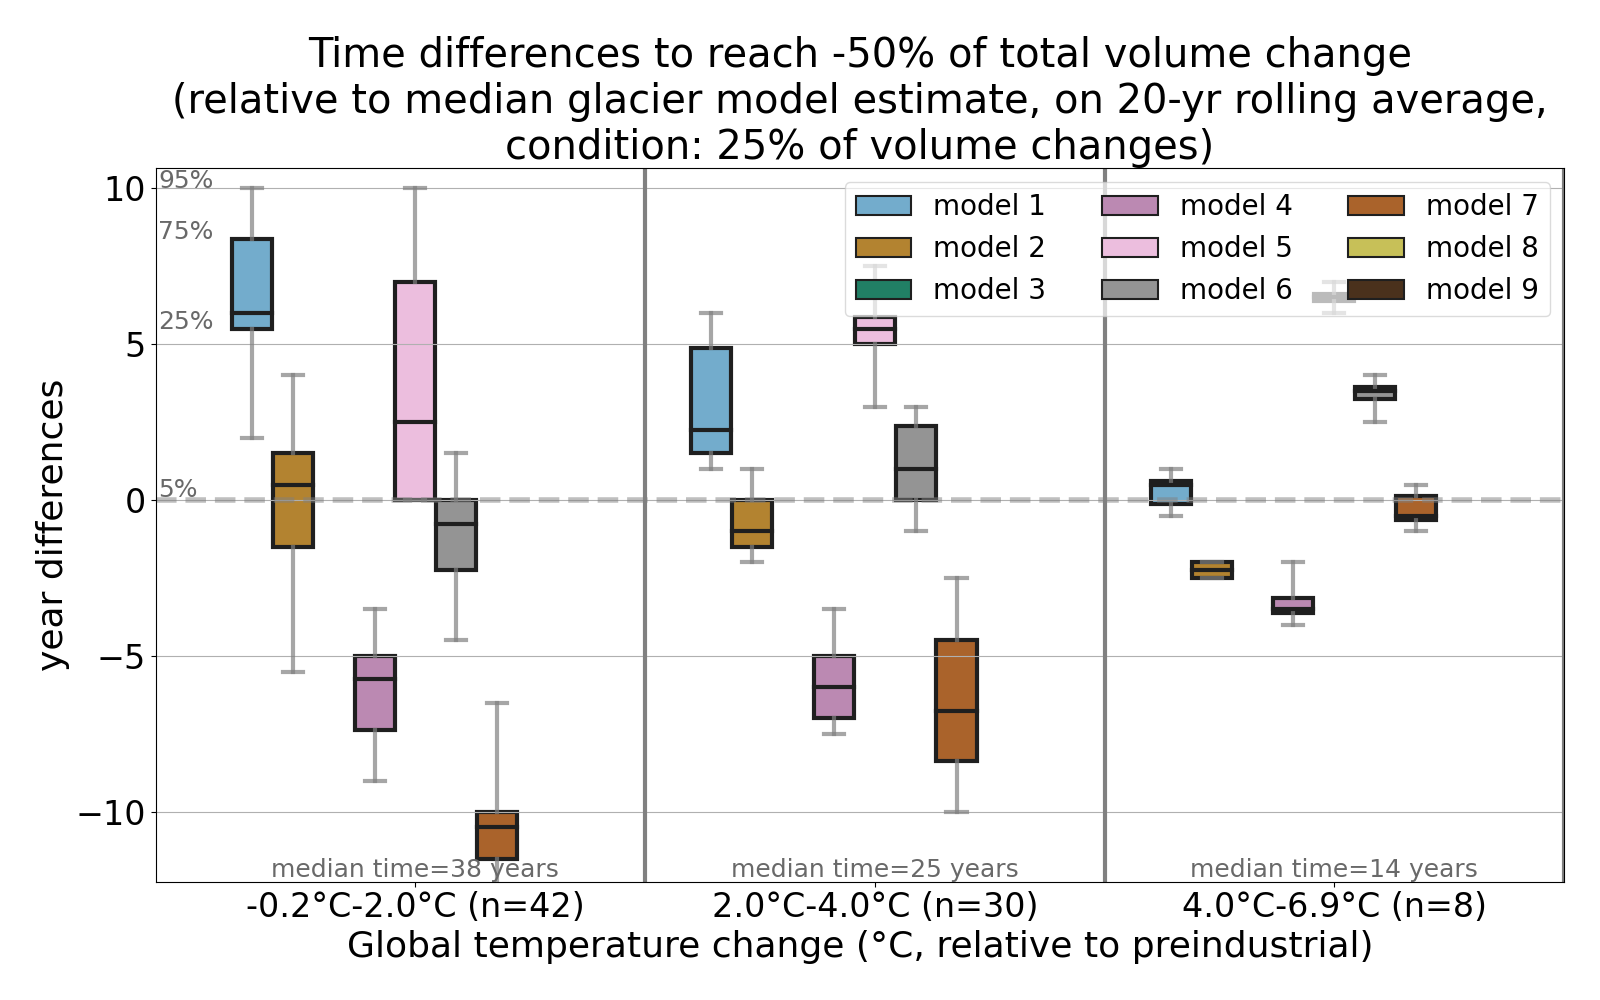 Time differences to reach -50% of total volume change
(relative to median glacier model estimate, on 20-yr rolling average,
condition: 25% of volume changes)
10
5
0
−5
−10
year differences
95%
75%
25%
5%
model 1
model 2
model 3
model 4
model 5
model 6
model 7
model 8
model 9
median time=38 years
median time=25 years
median time=14 years
-0.2°C-2.0°C (n=42)
2.0°C-4.0°C (n=30)
4.0°C-6.9°C (n=8)
Global temperature change (°C, relative to preindustrial)